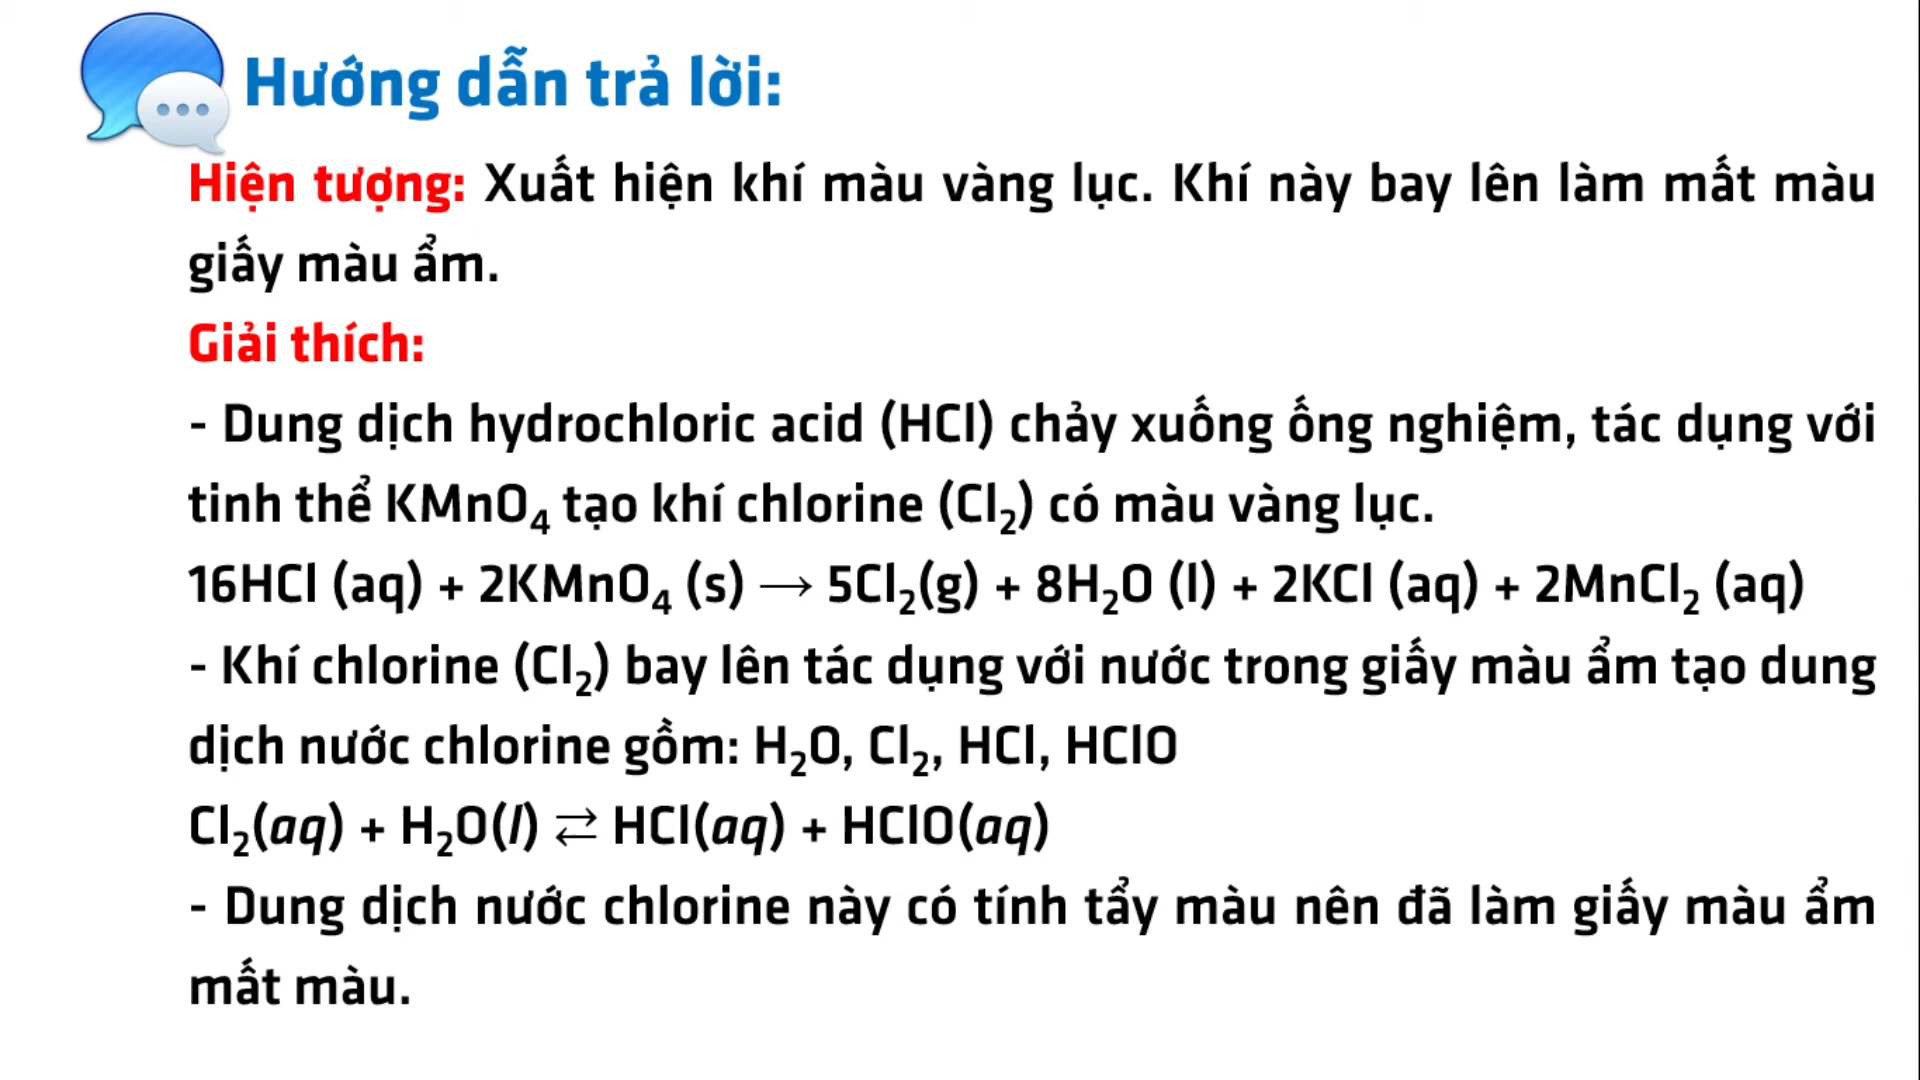 Hướng dẫn trả lời:
Hiện tượng: Xuất hiện khí màu vàng lục. Khí này bay lên làm mất màu
giấy màu ẩm.
Giải thích:
- Dung dịch hydrochloric acid (HCl) chảy xuống ống nghiệm, tác dụng với
tinh thể KMnO₄ tạo khí chlorine (Cl₂) có màu vàng lục.
16HCl (aq) + 2KMnO₄ (s) → 5Cl₂(g) + 8H₂O (l) + 2KCl (aq) + 2MnCl₂ (aq)
- Khí chlorine (Cl₂) bay lên tác dụng với nước trong giấy màu ẩm tạo dung
dịch nước chlorine gồm: H₂O, Cl₂, HCl, HClO
Cl₂(aq) + H₂O(l) ⇄ HCl(aq) + HClO(aq)
- Dung dịch nước chlorine này có tính tẩy màu nên đã làm giấy màu ẩm
mất màu.